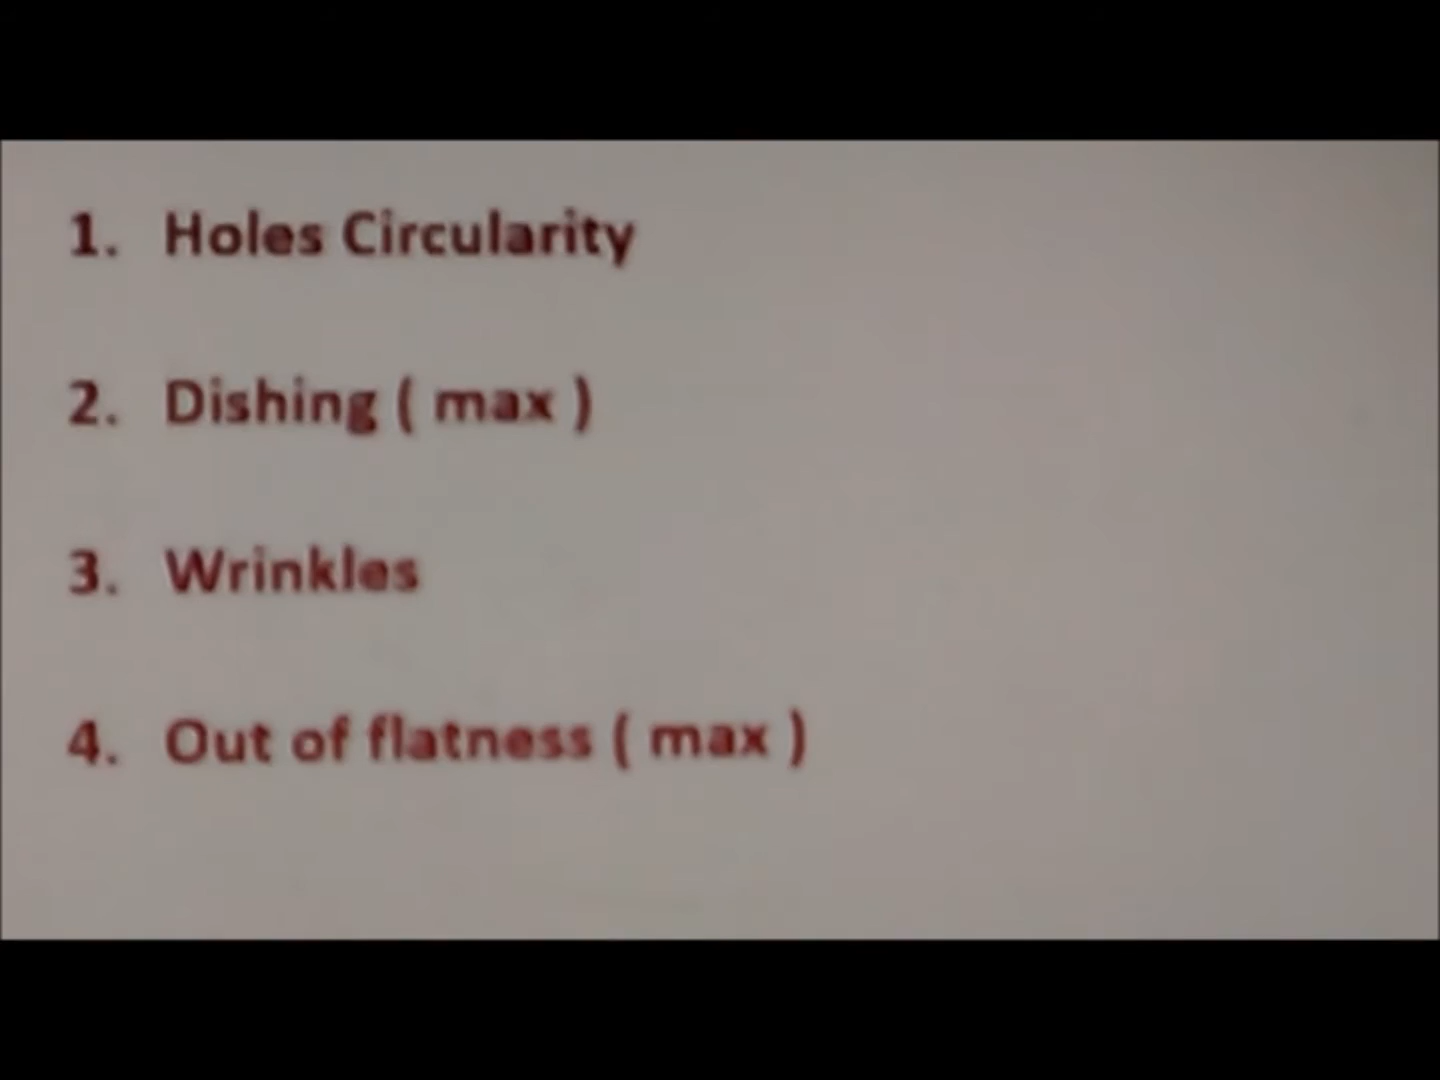 1. Holes Circularity
2. Dishing ( max )
3. Wrinkles
4. Out of flatness ( max )